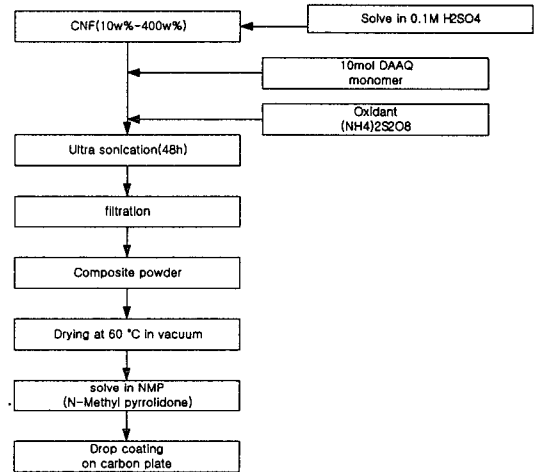 CNF(10w%-400w%)
Solve in 0.1M H2SO4
10mol DAAQ
monomer
Oxidant
(NH4)2S2O8
Ultra sonication(48h)
filtration
Composite powder
Drying at 60 °C in vacuum
solve in NMP
(N-Methyl pyrrolidone)
Drop coating
on carbon plate